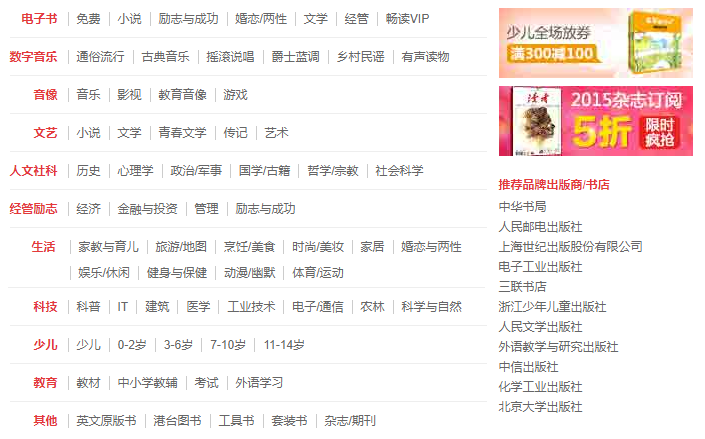 电子书 免费 小说 励志与成功 婚恋/两性 文学 经管 畅读VIP
数字音乐 通俗流行 古典音乐 摇滚说唱 爵士蓝调 乡村民谣 有声读物
音像 音乐 影视 教育音像 游戏
文艺 小说 文学 青春文学 传记 艺术
人文社科 历史 心理学 政治/军事 国学/古籍 哲学/宗教 社会科学
经管励志 经济 金融与投资 管理 励志与成功
生活 家教与育儿 旅游/地图 烹饪/美食 时尚/美妆 家居 婚恋与两性
娱乐/休闲 健身与保健 动漫/幽默 体育/运动
科技 科普 IT 建筑 医学 工业技术 电子/通信 农林 科学与自然
少儿 少儿 0-2岁 3-6岁 7-10岁 11-14岁
教育 教材 中小学教辅 考试 外语学习
其他 英文原版书 港台图书 工具书 套装书 杂志/期刊
少儿全场放券
满300减100
读者
2015杂志订阅
5折 限时
疯抢
推荐品牌出版商/书店
中华书局
人民邮电出版社
上海世纪出版股份有限公司
电子工业出版社
三联书店
浙江少年儿童出版社
人民文学出版社
外语教学与研究出版社
中信出版社
化学工业出版社
北京大学出版社